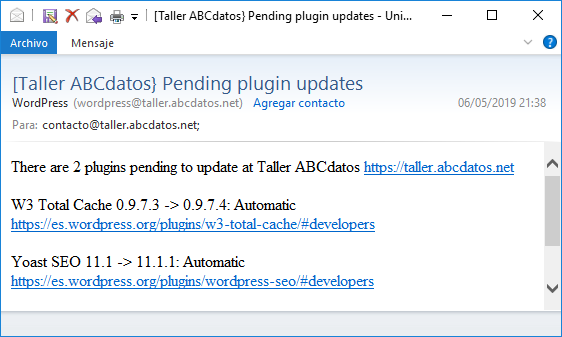 [Taller ABCdatos} Pending plugin updates - Uni...
Archivo
Mensaje
[Taller ABCdatos} Pending plugin updates
WordPress (wordpress@taller.abcdatos.net) Agregar contacto 06/05/2019 21:38
Para: contacto@taller.abcdatos.net;
There are 2 plugins pending to update at Taller ABCdatos https://taller.abcdatos.net
W3 Total Cache 0.9.7.3 -> 0.9.7.4: Automatic
https://es.wordpress.org/plugins/w3-total-cache/#developers
Yoast SEO 11.1 -> 11.1.1: Automatic
https://es.wordpress.org/plugins/wordpress-seo/#developers